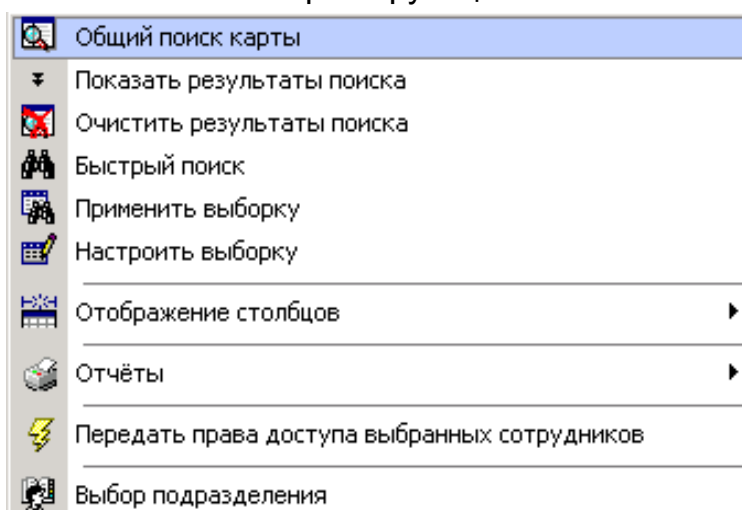 Общий поиск карты
Показать результаты поиска
Очистить результаты поиска
Быстрый поиск
Применить выборку
Настроить выборку
Отображение столбцов
Отчёты
Передать права доступа выбранных сотрудников
Выбор подразделения